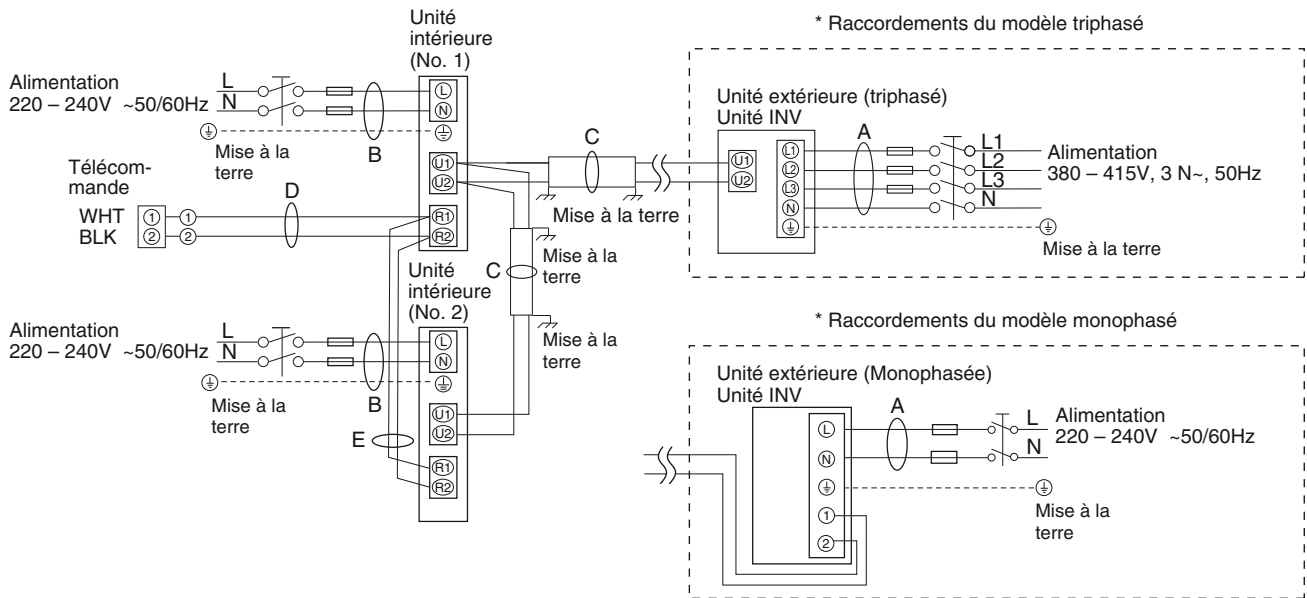 Unité
intérieure
(No. 1)
Alimentation
220 – 240V ~50/60Hz
L
N
L
N
Mise à la
terre
B
U1
U2
Télécom-
mande
WHT
BLK
1
2
1
2
D
R1
R2
C
Mise à la terre
C
Mise à la
terre
Mise à la
terre
Unité
intérieure
(No. 2)
Alimentation
220 – 240V ~50/60Hz
L
N
L
N
Mise à la
terre
B
U1
U2
E
R1
R2
* Raccordements du modèle triphasé
Unité extérieure (triphasé)
Unité INV
U1
U2
L1
L2
L3
N
A
L1
L2
L3
N
Alimentation
380 – 415V, 3 N~, 50Hz
Mise à la terre
* Raccordements du modèle monophasé
Unité extérieure (Monophasée)
Unité INV
L
N
1
2
A
L
N
Alimentation
220 – 240V ~50/60Hz
Mise à la
terre